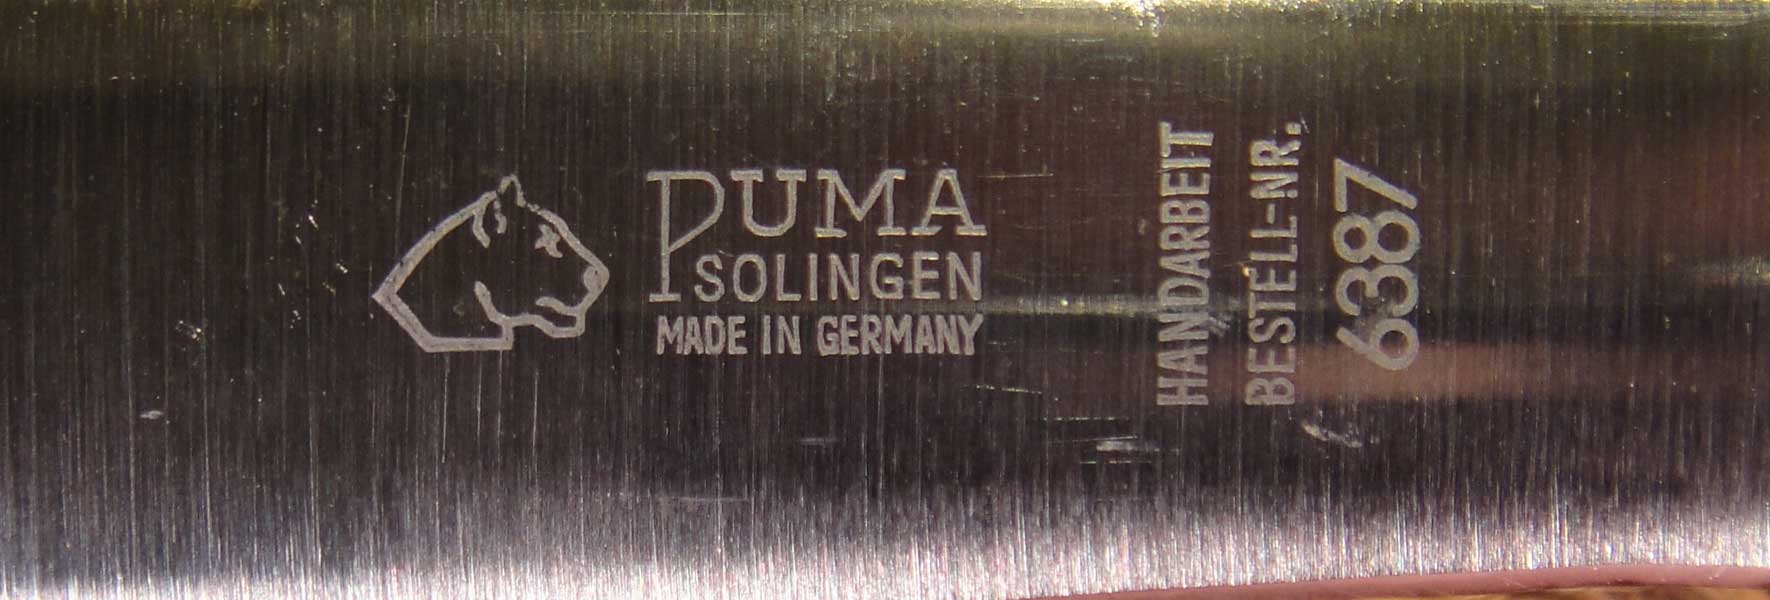 PUMA
SOLINGEN
MADE IN GERMANY
HANDARBEIT
BESTELL-NR.
6387